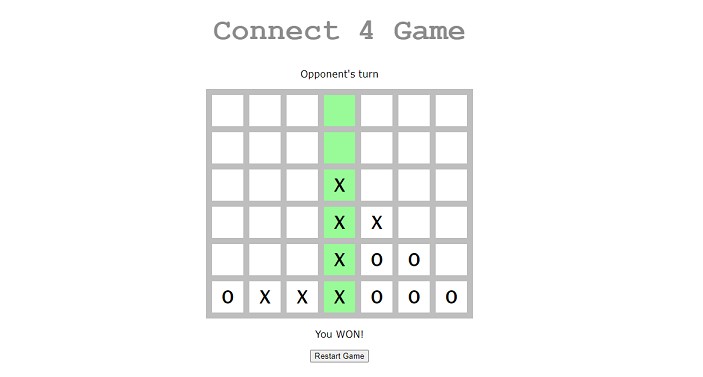 Connect 4 Game
Opponent's turn
X
X X
X O O
O X X X O O O
You WON!
Restart Game